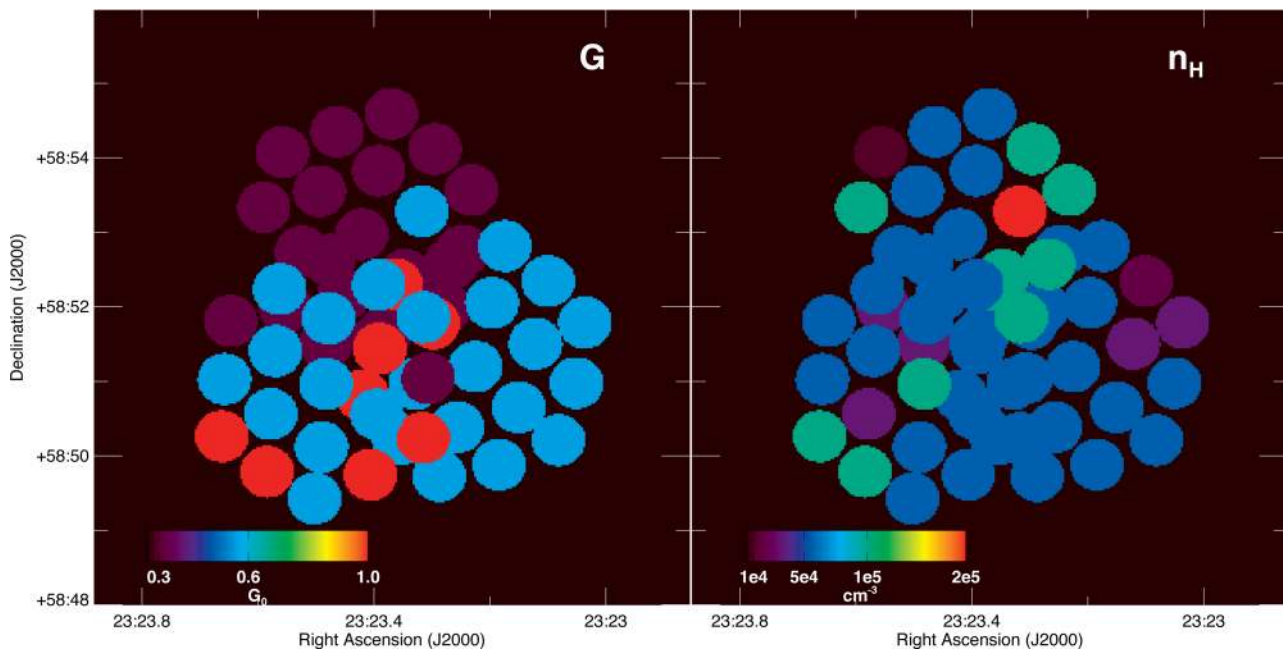 G
n_H
+58:54
+58:52
+58:50
+58:48
Declination (J2000)
0.3 0.6 1.0
G_0
1e4 5e4 1e5 2e5
cm^-3
23:23.8 23:23.4 23:23
Right Ascension (J2000)
23:23.8 23:23.4 23:23
Right Ascension (J2000)